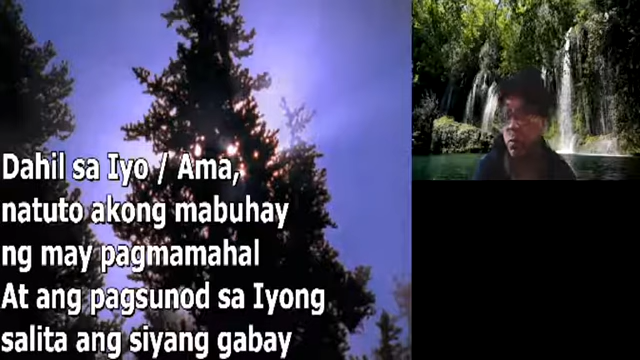 Dahil sa Iyo / Ama,
natuto akong mabuhay
ng may pagmamahal
At ang pagsunod sa Iyong
salita ang siyang gabay